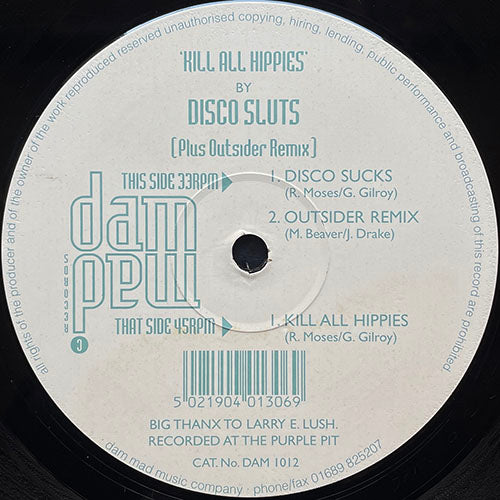 all rights of the producer and of the owner of the work reproduced reserved unauthorised copying, hiring, lending, public performance and broadcasting of this record are prohibited
'KILL ALL HIPPIES'
BY
DISCO SLUTS
[Plus Outsider Remix]
THIS SIDE 33RPM
1. DISCO SUCKS
(R. Moses/G. Gilroy)
2. OUTSIDER REMIX
(M. Beaver/J. Drake)
dam
mad
RECORDS
THAT SIDE 45RPM
1. KILL ALL HIPPIES
(R. Moses/G. Gilroy)
5 021904 013069
BIG THANX TO LARRY E. LUSH.
RECORDED AT THE PURPLE PIT
CAT. No. DAM 1012
dam mad music company · phone/fax 01689 825207